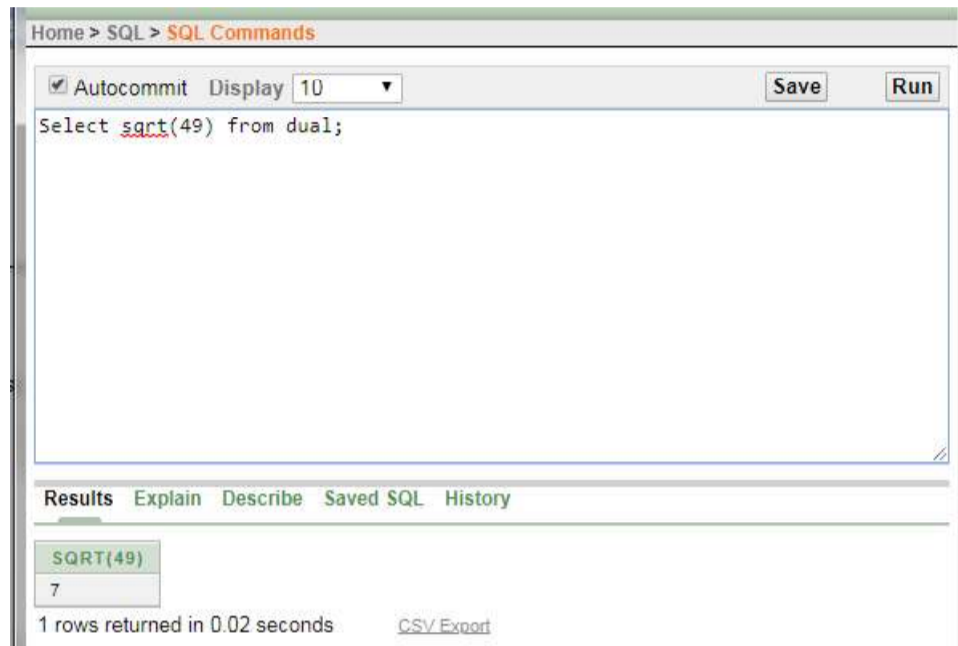 Home > SQL > SQL Commands
Autocommit Display 10 Save Run
Select sqrt(49) from dual;
Results Explain Describe Saved SQL History
SQRT(49)
7
1 rows returned in 0.02 seconds CSV Export